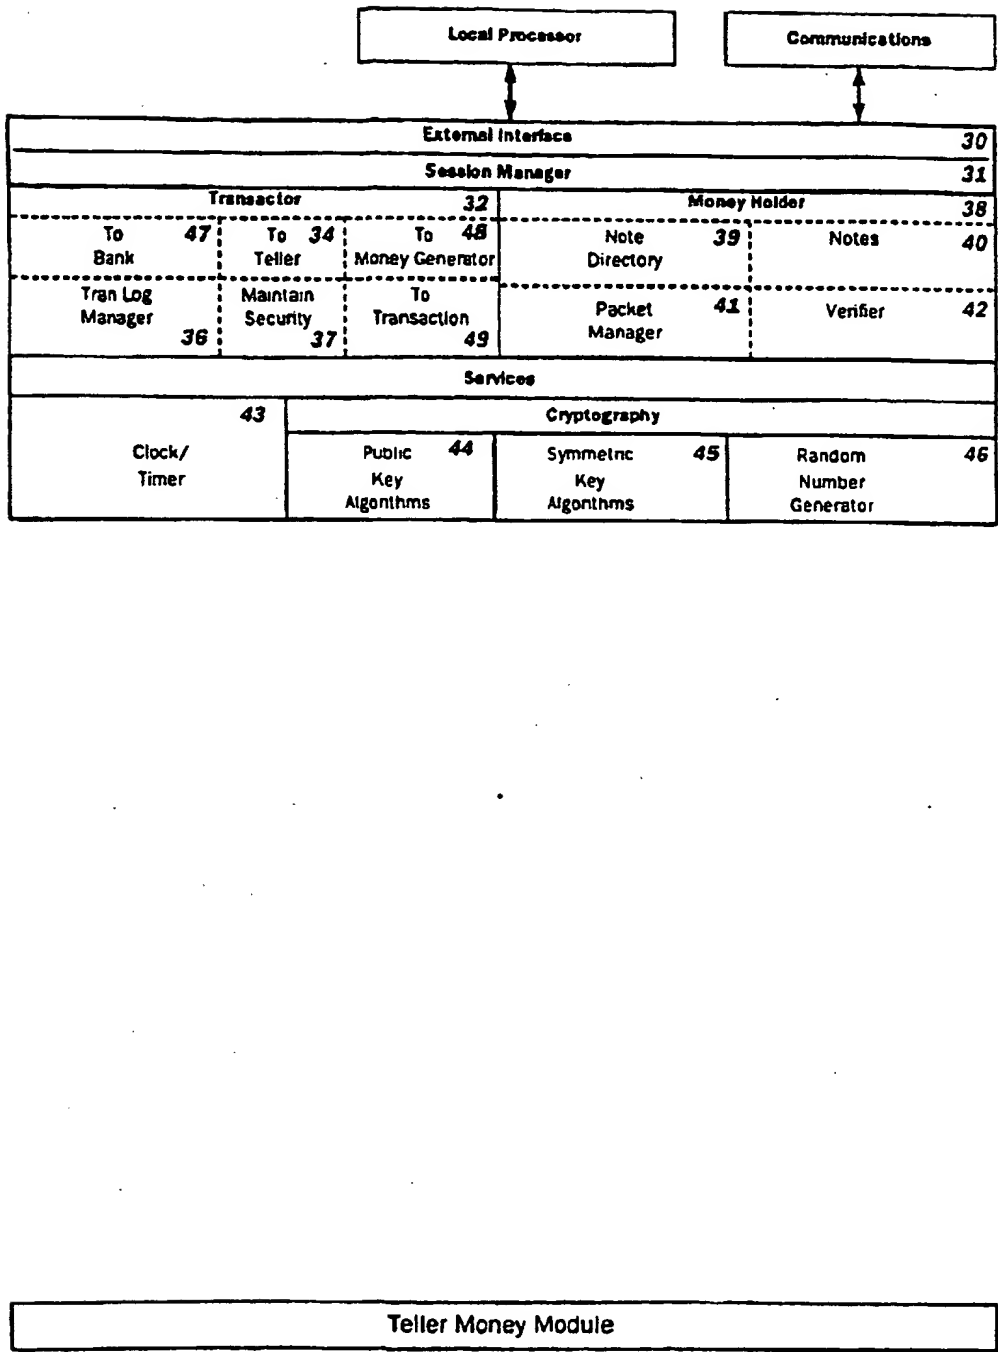 Local Processor
Communications
External Interface 30
Session Manager 31
Transactor 32
Money Holder 38
To Bank 47
To Teller 34
To Money Generator 48
Note Directory 39
Notes 40
Tran Log Manager 36
Maintain Security 37
To Transaction 49
Packet Manager 41
Verifier 42
Services
43
Clock/
Timer
Cryptography
Public 44
Key
Algorithms
Symmetric 45
Key
Algorithms
Random 46
Number
Generator
Teller Money Module